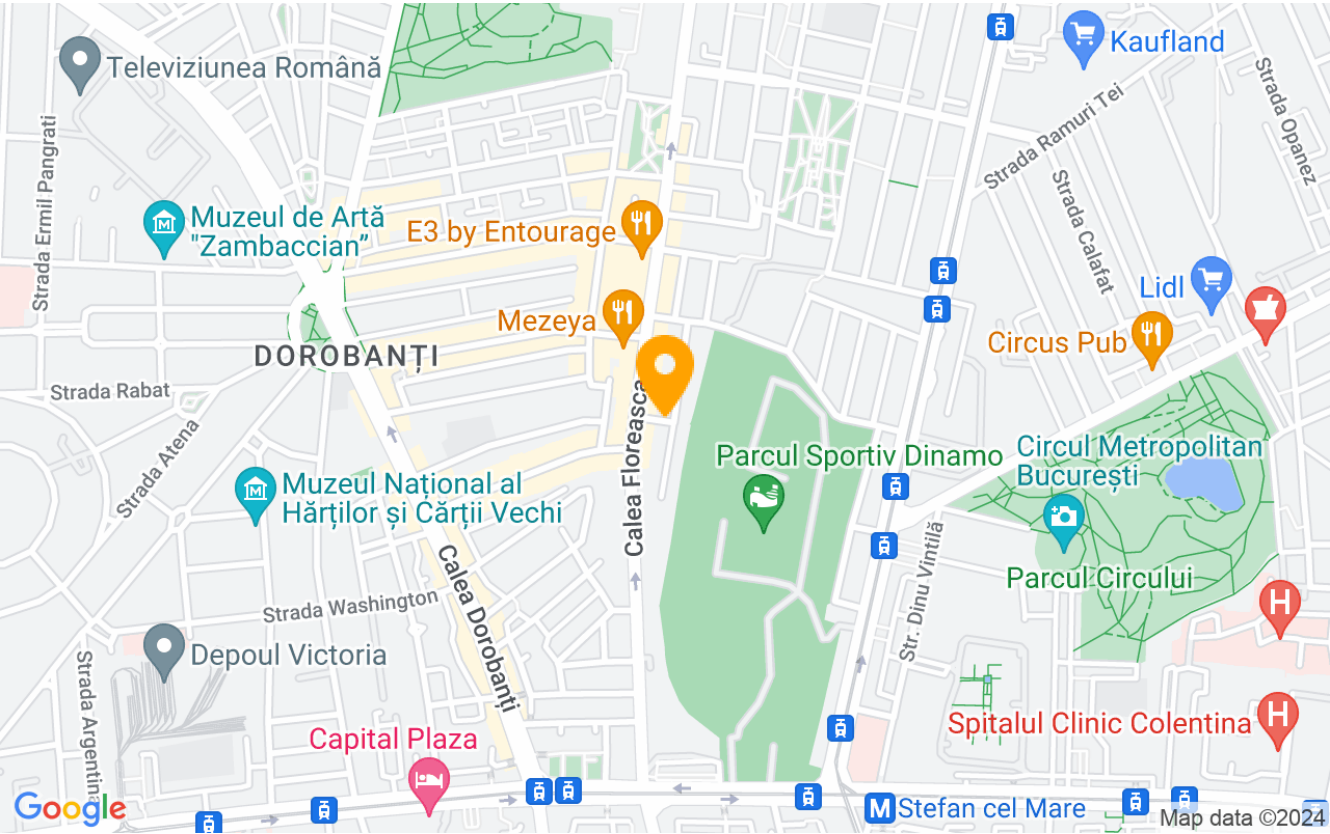 Kaufland
Televiziunea Română
Strada Opanez
Strada Ramuri Tei
Strada Ermil Pangrati
Strada Calafat
Muzeul de Artă
"Zambaccian”
E3 by Entourage
Lidl
Mezeya
Circus Pub
DOROBANȚI
Strada Rabat
Calea Floreasca
Strada Atena
Parcul Sportiv Dinamo
Circul Metropolitan
București
Muzeul Național al
Hărților și Cărții Vechi
Calea Floreasca
Str. Dinu Vintilă
Calea Dorobanți
Parcul Circului
Strada Washington
H
Depoul Victoria
Strada Argentina
Spitalul Clinic Colentina
H
Capital Plaza
Google
M Stefan cel Mare
Map data ©2024